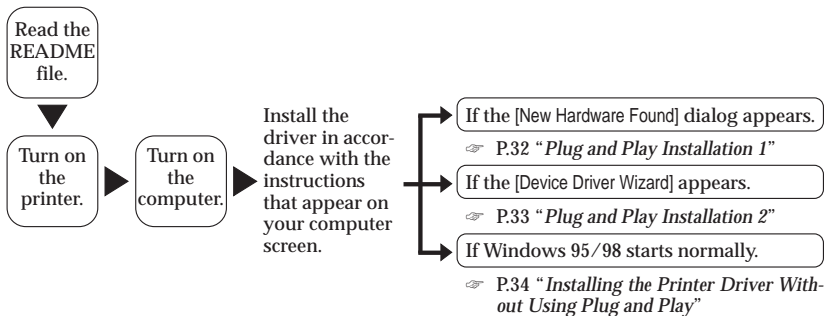 Read the
README
file.
Turn on
the
printer.
Turn on
the
computer.
Install the
driver in accor-
dance with the
instructions
that appear on
your computer
screen.
If the [New Hardware Found] dialog appears.
☞ P.32 “Plug and Play Installation 1”
If the [Device Driver Wizard] appears.
☞ P.33 “Plug and Play Installation 2”
If Windows 95/98 starts normally.
☞ P.34 “Installing the Printer Driver With-
out Using Plug and Play”